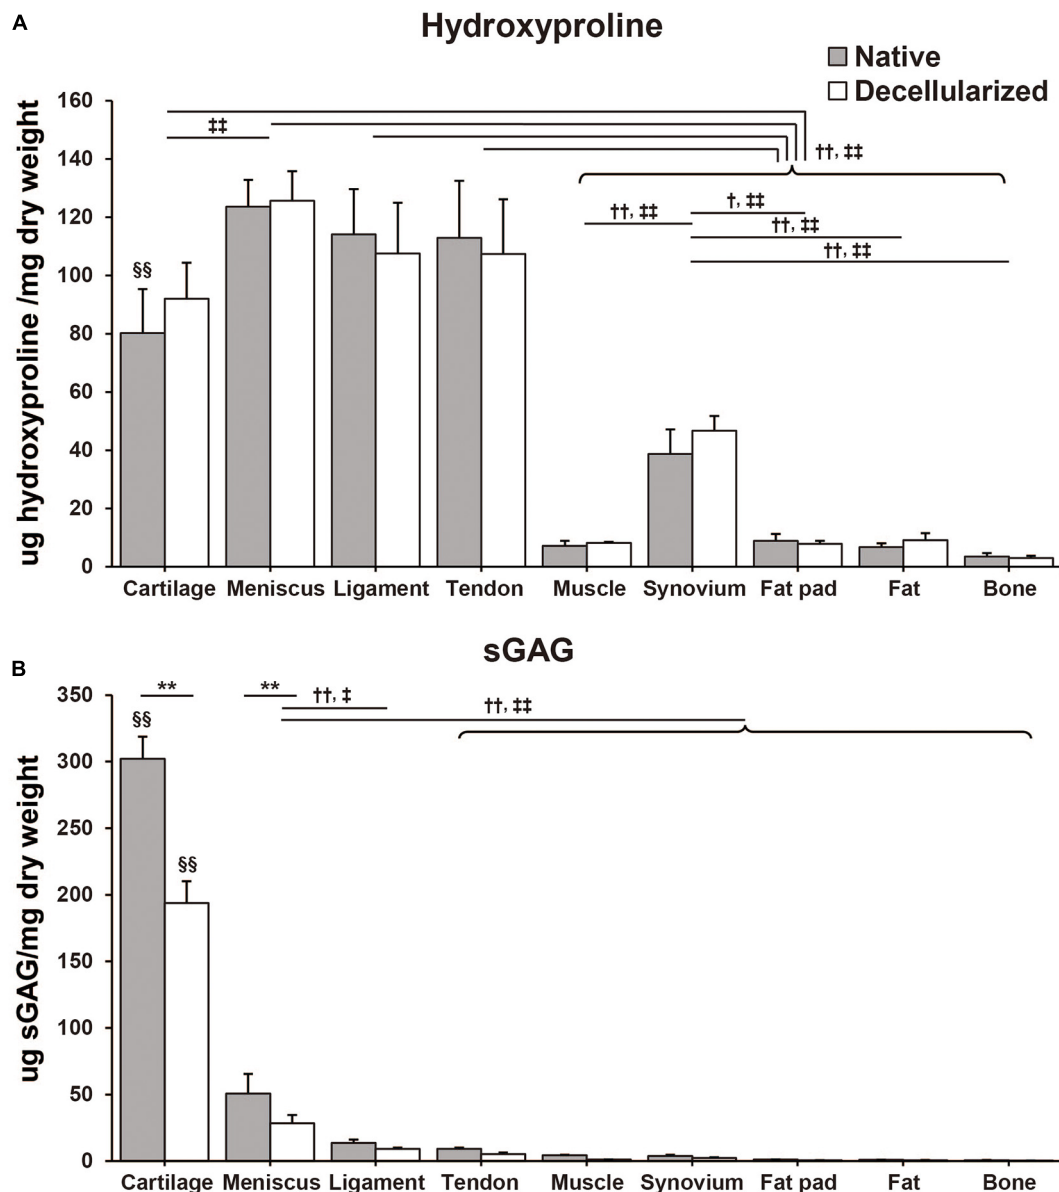 A
Hydroxyproline
Native
Decellularized
ug hydroxyproline /mg dry weight
160
140
120
100
80
60
40
20
0
‡‡
††, ‡‡
††, ‡‡
†, ‡‡
††, ‡‡
††, ‡‡
§§
Cartilage Meniscus Ligament Tendon Muscle Synovium Fat pad Fat Bone
B
sGAG
ug sGAG/mg dry weight
350
300
250
200
150
100
50
0
** ** ††, ‡ ††, ‡‡
§§
§§
Cartilage Meniscus Ligament Tendon Muscle Synovium Fat pad Fat Bone